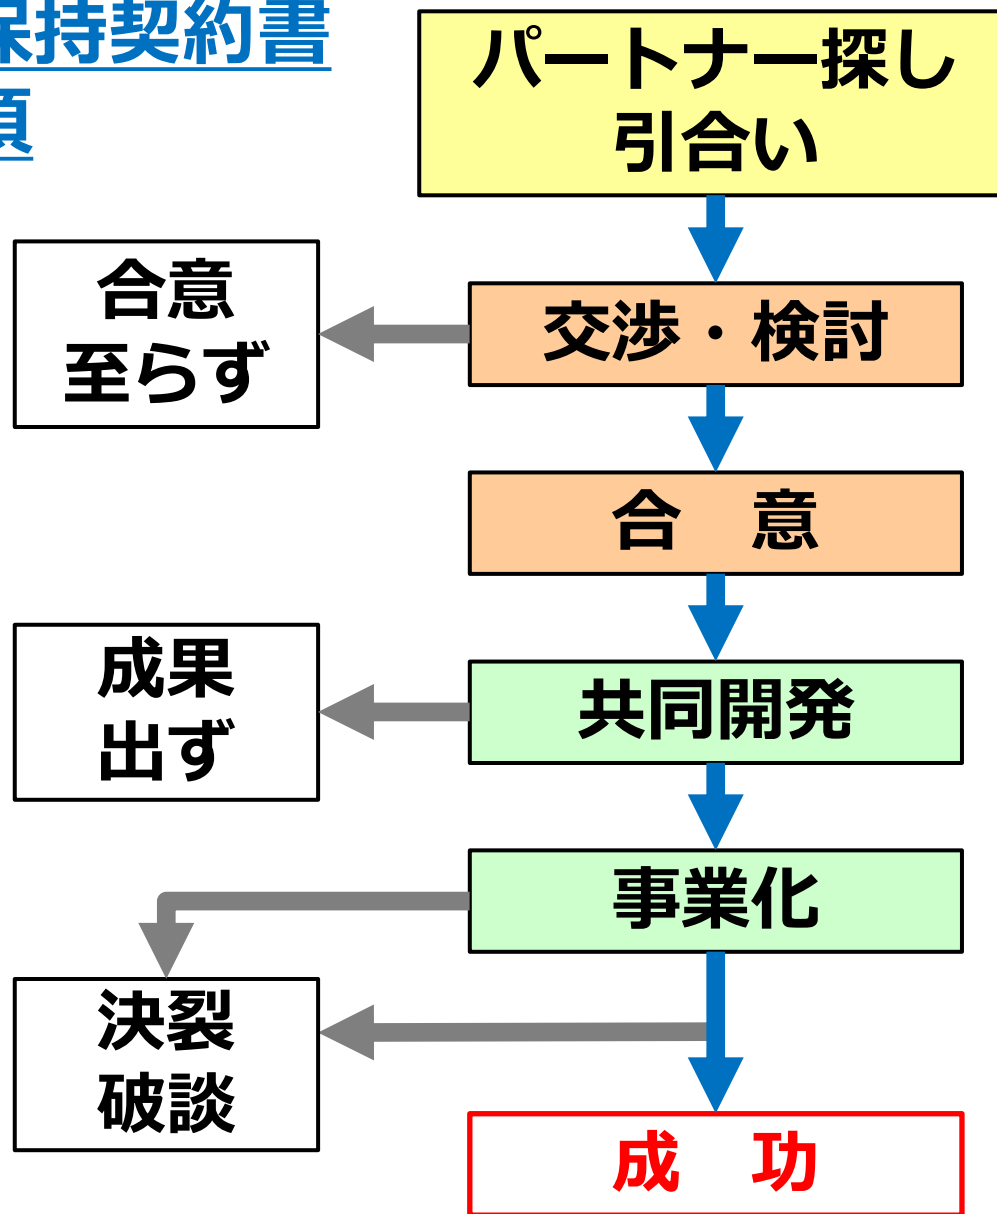 保持契約書
項
パートナー探し
引合い
合意
至らず
交渉・検討
合　意
成果
出ず
共同開発
事業化
決裂
破談
成　功